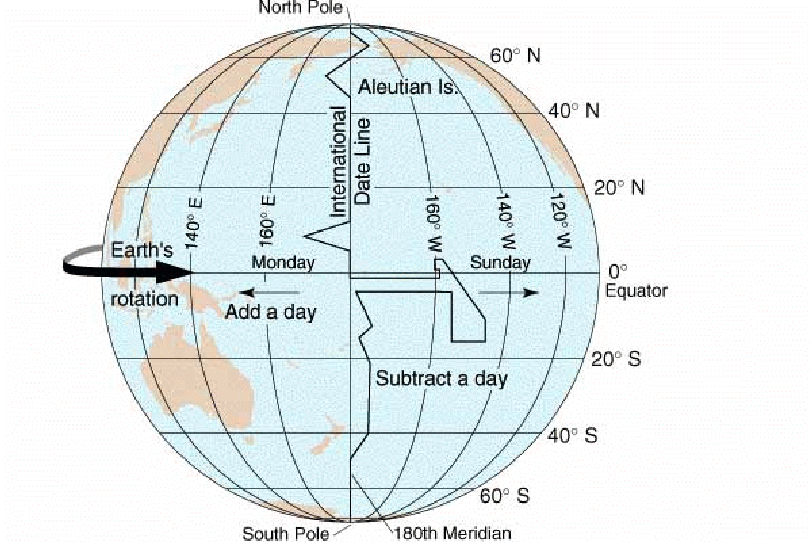 North Pole
60° N
Aleutian Is.
40° N
International
Date Line
20° N
140° E
160° E
160° W
140° W
120° W
Earth's
rotation
Monday
Sunday
0°
Equator
Add a day
20° S
Subtract a day
40° S
60° S
South Pole
180th Meridian